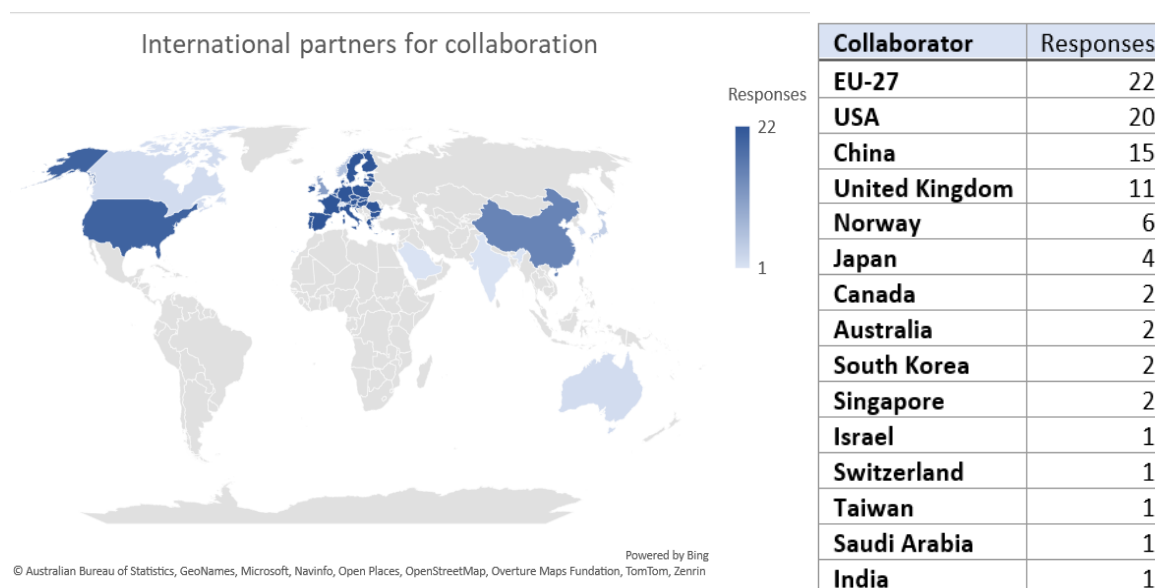 International partners for collaboration
Responses
22
1
Powered by Bing
© Australian Bureau of Statistics, GeoNames, Microsoft, Navinfo, Open Places, OpenStreetMap, Overture Maps Fundation, TomTom, Zenrin
Collaborator Responses
EU-27 22
USA 20
China 15
United Kingdom 11
Norway 6
Japan 4
Canada 2
Australia 2
South Korea 2
Singapore 2
Israel 1
Switzerland 1
Taiwan 1
Saudi Arabia 1
India 1